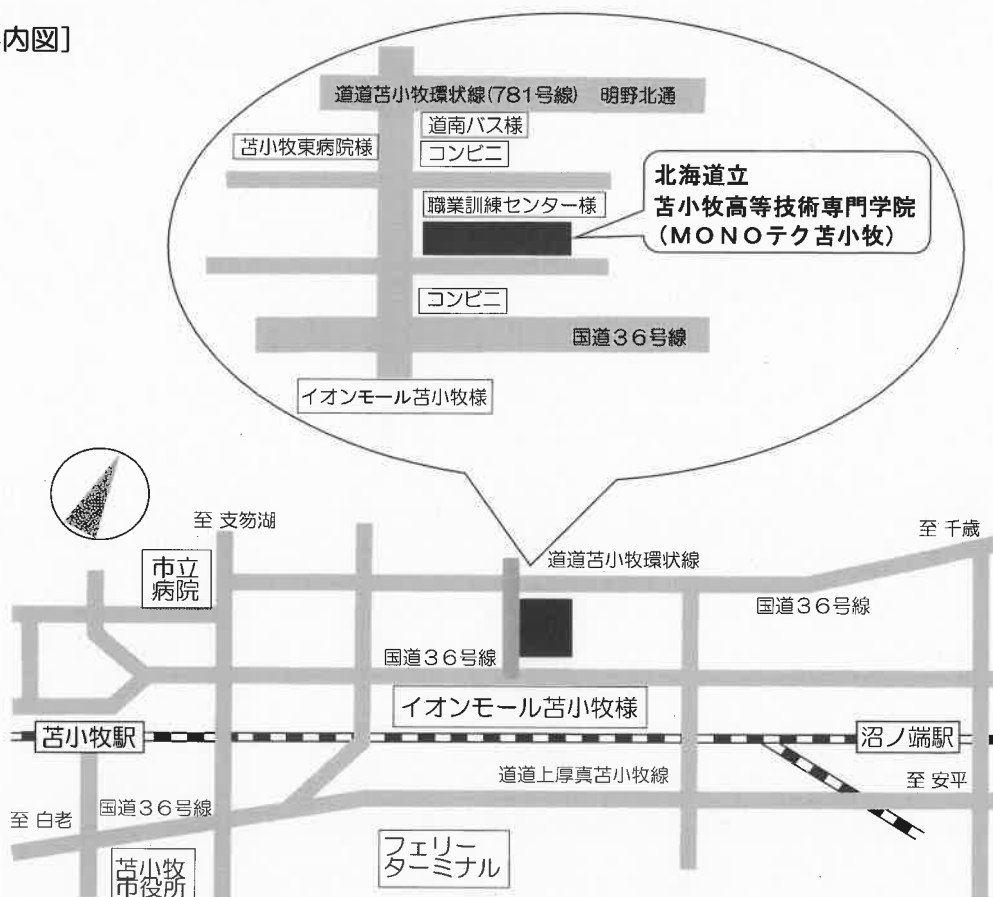 内図]
道道苫小牧環状線(781号線) 明野北通
道南バス様
苫小牧東病院様
コンビニ
職業訓練センター様
北海道立
苫小牧高等技術専門学院
(MONOテク苫小牧)
コンビニ
国道36号線
イオンモール苫小牧様
至 支笏湖
至 千歳
市立
病院
道道苫小牧環状線
国道36号線
国道36号線
イオンモール苫小牧様
苫小牧駅
沼ノ端駅
道道上厚真苫小牧線
至 安平
国道36号線
至 白老
フェリー
ターミナル
苫小牧
市役所